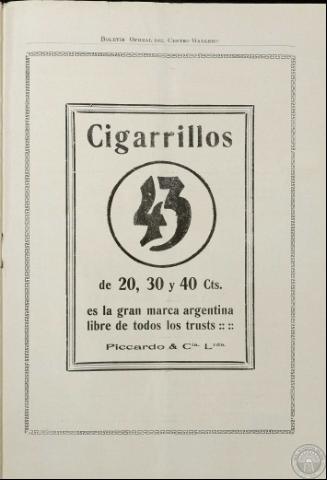 Boletín Oficial del Centro Gallego
Cigarrillos
43
de 20, 30 y 40 Cts.
es la gran marca argentina
libre de todos los trusts :: ::
Piccardo & Cía. Ltda.